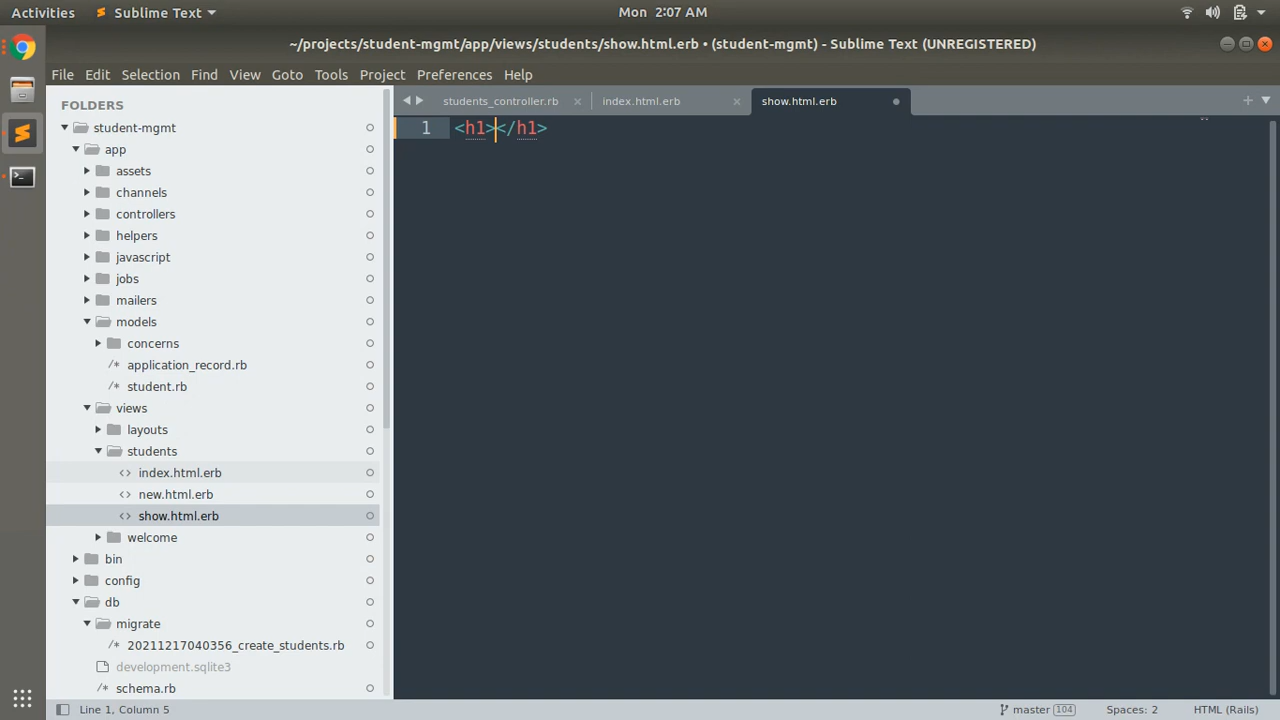 Activities
Sublime Text
Mon 2:07 AM
~/projects/student-mgmt/app/views/students/show.html.erb • (student-mgmt) - Sublime Text (UNREGISTERED)
File Edit Selection Find View Goto Tools Project Preferences Help
FOLDERS
student-mgmt
app
assets
channels
controllers
helpers
javascript
jobs
mailers
models
concerns
/* application_record.rb
/* student.rb
views
layouts
students
<> index.html.erb
<> new.html.erb
<> show.html.erb
welcome
bin
config
db
migrate
/* 20211217040356_create_students.rb
development.sqlite3
/* schema.rb
students_controller.rb
index.html.erb
show.html.erb
1 <h1></h1>
Line 1, Column 5
master 104
Spaces: 2
HTML (Rails)